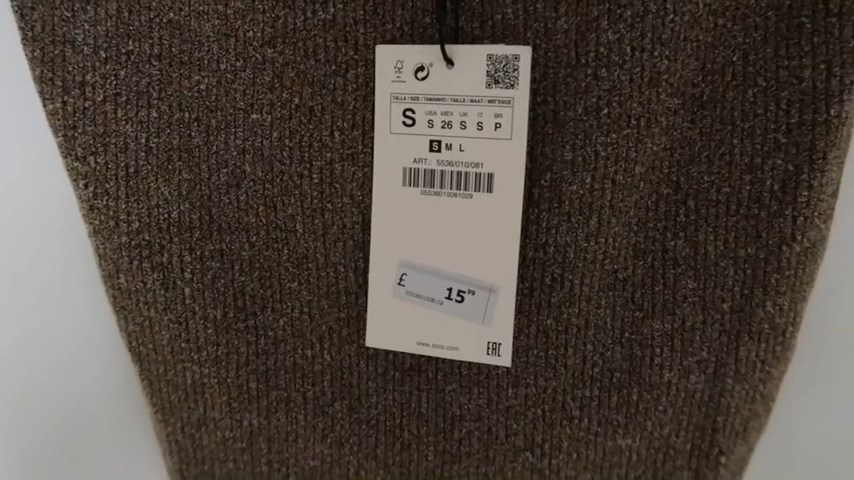 TALLA / SIZE / TAMANHO / TAILLE / MAAT /
S
USA MEX UK IT BR
S 26 S S P
S M L
ART.: 5536/010/081
05536010081029
£ 15 99
www.zara.com
EAC